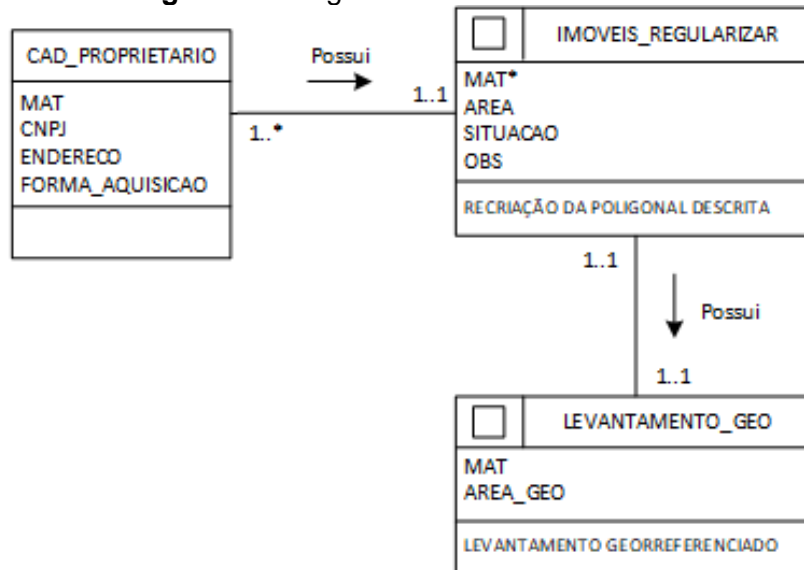 CAD_PROPRIETARIO
MAT
CNPJ
ENDERECO
FORMA_AQUISICAO
Possui
1..*
1..1
IMOVEIS_REGULARIZAR
MAT*
AREA
SITUACAO
OBS
RECRIAÇÃO DA POLIGONAL DESCRITA
1..1
Possui
1..1
LEVANTAMENTO_GEO
MAT
AREA_GEO
LEVANTAMENTO GEORREFERENCIADO